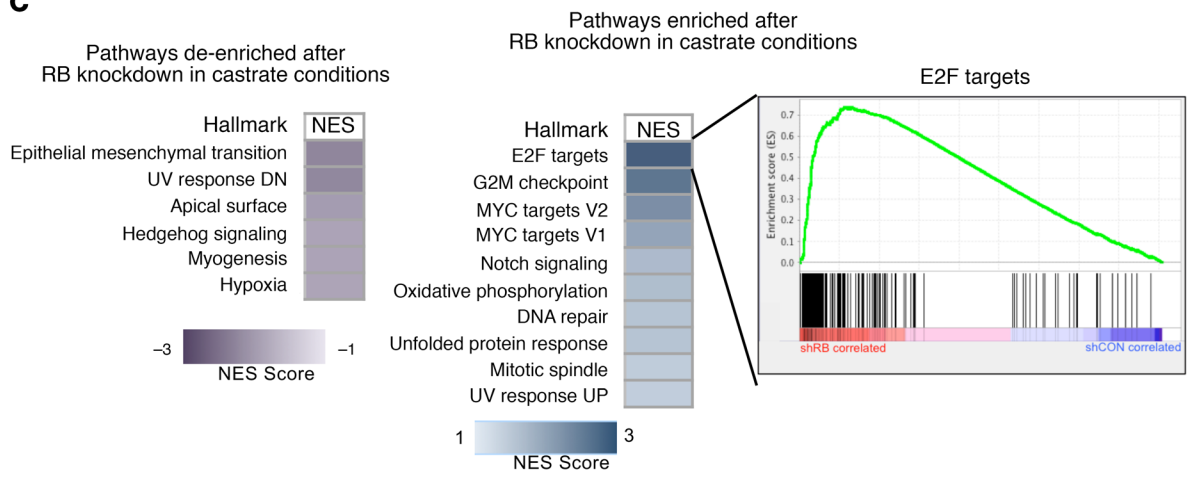 C
Pathways de-enriched after
RB knockdown in castrate conditions
Hallmark NES
Epithelial mesenchymal transition
UV response DN
Apical surface
Hedgehog signaling
Myogenesis
Hypoxia
–3 –1
NES Score
Pathways enriched after
RB knockdown in castrate conditions
Hallmark NES
E2F targets
G2M checkpoint
MYC targets V2
MYC targets V1
Notch signaling
Oxidative phosphorylation
DNA repair
Unfolded protein response
Mitotic spindle
UV response UP
1 3
NES Score
E2F targets
Enrichment score (ES)
0.7
0.6
0.5
0.4
0.3
0.2
0.1
0.0
shRB correlated shCON correlated